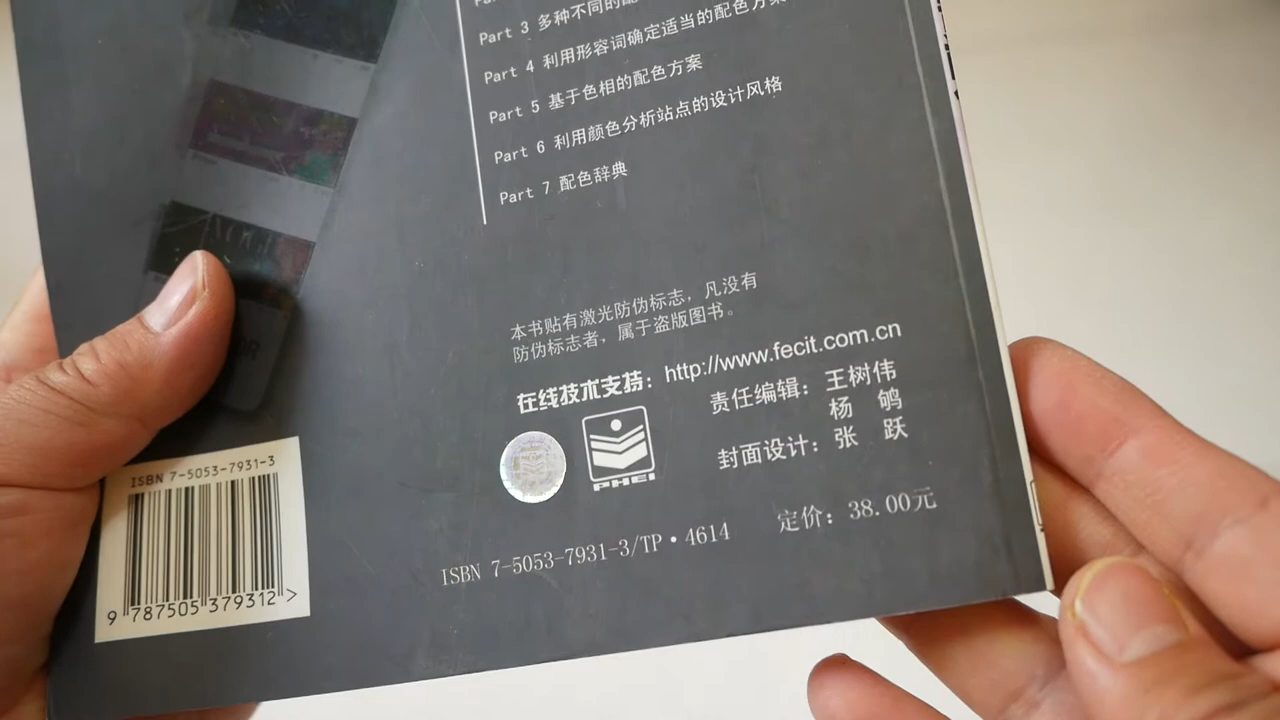 Part 3 多种不同的配
Part 4 利用形容词确定适当的配色方案
Part 5 基于色相的配色方案
Part 6 利用颜色分析站点的设计风格
Part 7 配色辞典
本书贴有激光防伪标志，凡没有
防伪标志者，属于盗版图书。
在线技术支持：http://www.fecit.com.cn
责任编辑：王树伟
杨 鸲
封面设计：张 跃
PHEI
ISBN 7-5053-7931-3
9 787505 379312 >
ISBN 7-5053-7931-3/TP·4614 定价：38.00元